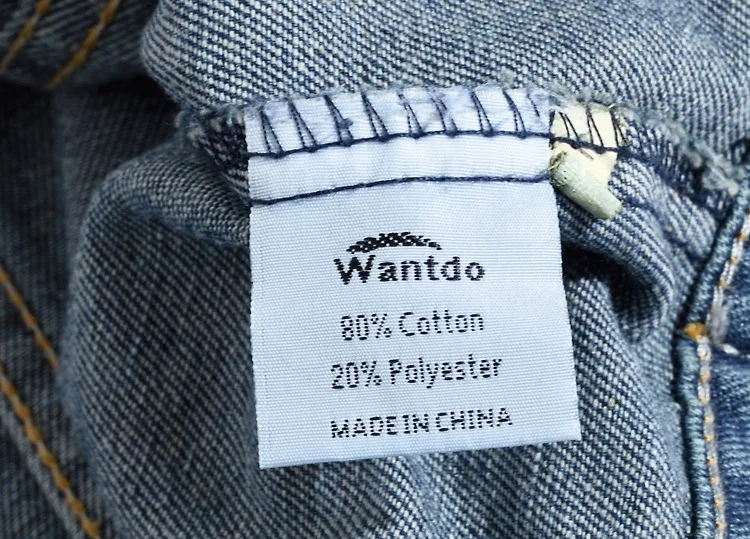 Wantdo
80% Cotton
20% Polyester
MADE IN CHINA